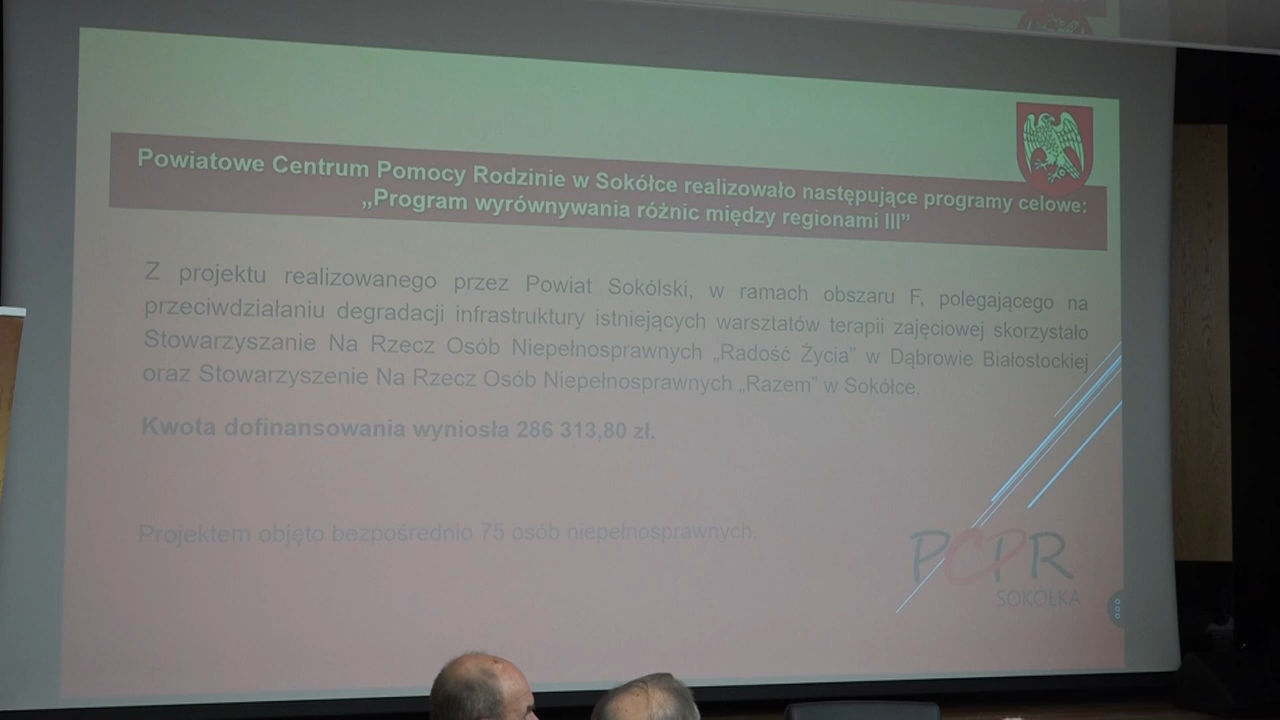 Powiatowe Centrum Pomocy Rodzinie w Sokółce realizowało następujące programy celowe:
„Program wyrównywania różnic między regionami III”
Z projektu realizowanego przez Powiat Sokólski, w ramach obszaru F, polegającego na
przeciwdziałaniu degradacji infrastruktury istniejących warsztatów terapii zajęciowej skorzystało
Stowarzyszanie Na Rzecz Osób Niepełnosprawnych „Radość Życia” w Dąbrowie Białostockiej
oraz Stowarzyszenie Na Rzecz Osób Niepełnosprawnych „Razem” w Sokółce.
Kwota dofinansowania wyniosła 286 313,80 zł.
Projektem objęto bezpośrednio 75 osób niepełnosprawnych.
PCPR
SOKÓŁKA